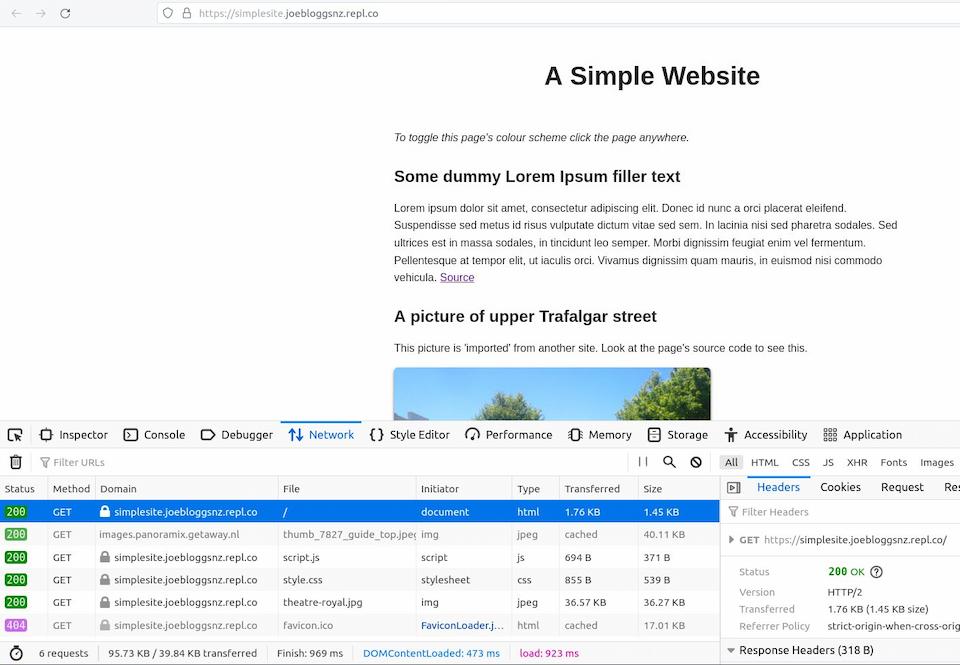 https://simplesite.joebloggsnz.repl.co
A Simple Website
To toggle this page's colour scheme click the page anywhere.
Some dummy Lorem Ipsum filler text
Lorem ipsum dolor sit amet, consectetur adipiscing elit. Donec id nunc a orci placerat eleifend.
Suspendisse sed metus id risus vulputate dictum vitae sed sem. In lacinia nisi sed pharetra sodales. Sed
ultrices est in massa sodales, in tincidunt leo semper. Morbi dignissim feugiat enim vel fermentum.
Pellentesque at tempor elit, ut iaculis orci. Vivamus dignissim quam mauris, in euismod nisi commodo
vehicula. Source
A picture of upper Trafalgar street
This picture is 'imported' from another site. Look at the page's source code to see this.
Inspector Console Debugger Network Style Editor Performance Memory Storage Accessibility Application
Filter URLs All HTML CSS JS XHR Fonts Images
Status Method Domain File Initiator Type Transferred Size Headers Cookies Request Res
200 GET simplesite.joebloggsnz.repl.co / document html 1.76 KB 1.45 KB
Filter Headers
200 GET images.panoramix.getaway.nl thumb_7827_guide_top.jpeg img jpeg cached 40.11 KB
GET https://simplesite.joebloggsnz.repl.co/
200 GET simplesite.joebloggsnz.repl.co script.js script js 694 B 371 B
Status 200 OK
200 GET simplesite.joebloggsnz.repl.co style.css stylesheet css 855 B 539 B
Version HTTP/2
200 GET simplesite.joebloggsnz.repl.co theatre-royal.jpg img jpeg 36.57 KB 36.27 KB
Transferred 1.76 KB (1.45 KB size)
404 GET simplesite.joebloggsnz.repl.co favicon.ico FaviconLoader.j... html cached 17.01 KB
Referrer Policy strict-origin-when-cross-orig
6 requests 95.73 KB / 39.84 KB transferred Finish: 969 ms DOMContentLoaded: 473 ms load: 923 ms
Response Headers (318 B)